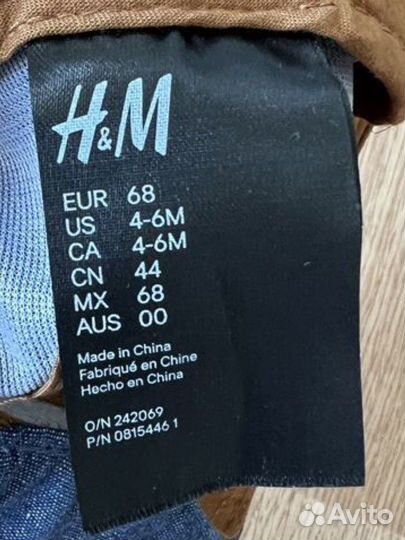 H&M
EUR 68
US 4-6M
CA 4-6M
CN 44
MX 68
AUS 00
Made in China
Fabriqué en Chine
Hecho en China
O/N 242069
P/N 0815446 1
Avito